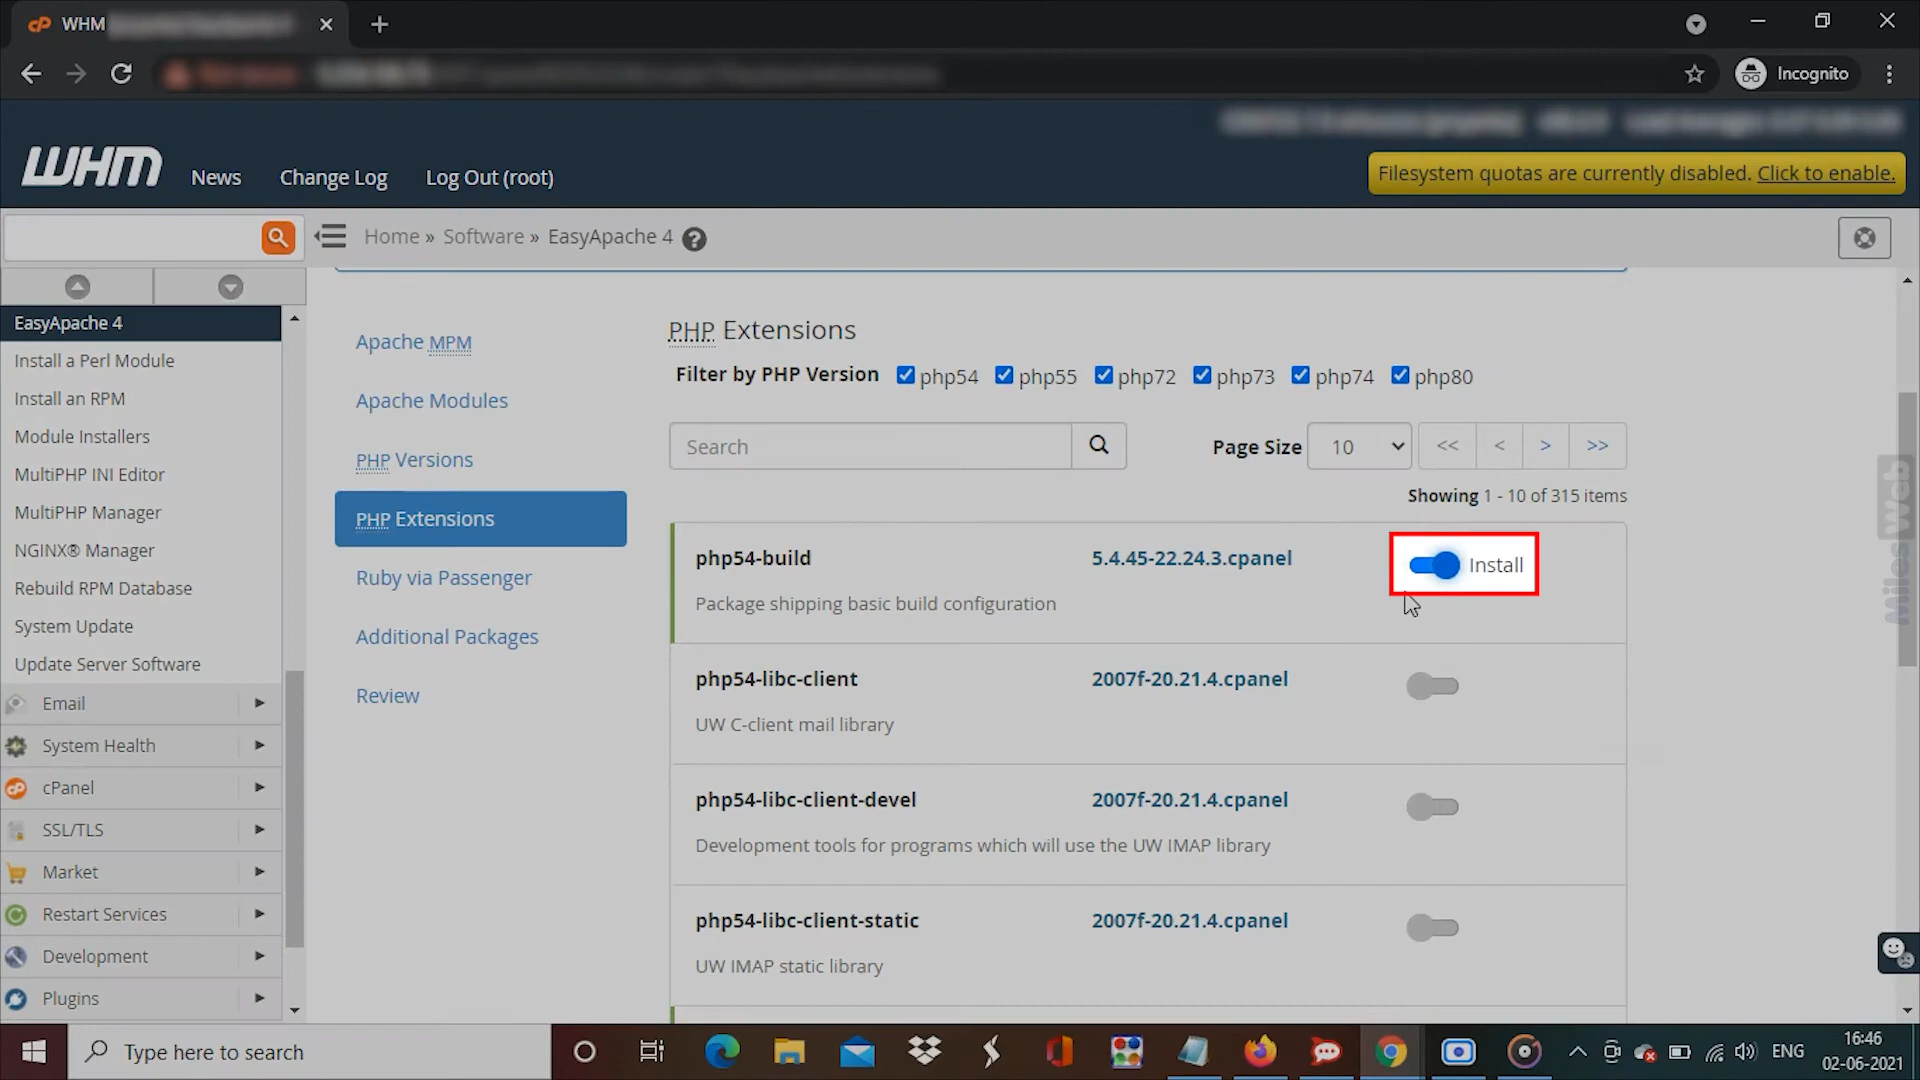 WHM
Incognito
WHM
News
Change Log
Log Out (root)
Filesystem quotas are currently disabled. Click to enable.
Home » Software » EasyApache 4
EasyApache 4
Install a Perl Module
Install an RPM
Module Installers
MultiPHP INI Editor
MultiPHP Manager
NGINX® Manager
Rebuild RPM Database
System Update
Update Server Software
Email
System Health
cPanel
SSL/TLS
Market
Restart Services
Development
Plugins
Apache MPM
Apache Modules
PHP Versions
PHP Extensions
Ruby via Passenger
Additional Packages
Review
PHP Extensions
Filter by PHP Version php54 php55 php72 php73 php74 php80
Search
Page Size 10 << < > >>
Showing 1 - 10 of 315 items
php54-build 5.4.45-22.24.3.cpanel Install
Package shipping basic build configuration
php54-libc-client 2007f-20.21.4.cpanel
UW C-client mail library
php54-libc-client-devel 2007f-20.21.4.cpanel
Development tools for programs which will use the UW IMAP library
php54-libc-client-static 2007f-20.21.4.cpanel
UW IMAP static library
MilesWeb
Type here to search
ENG
16:46
02-06-2021